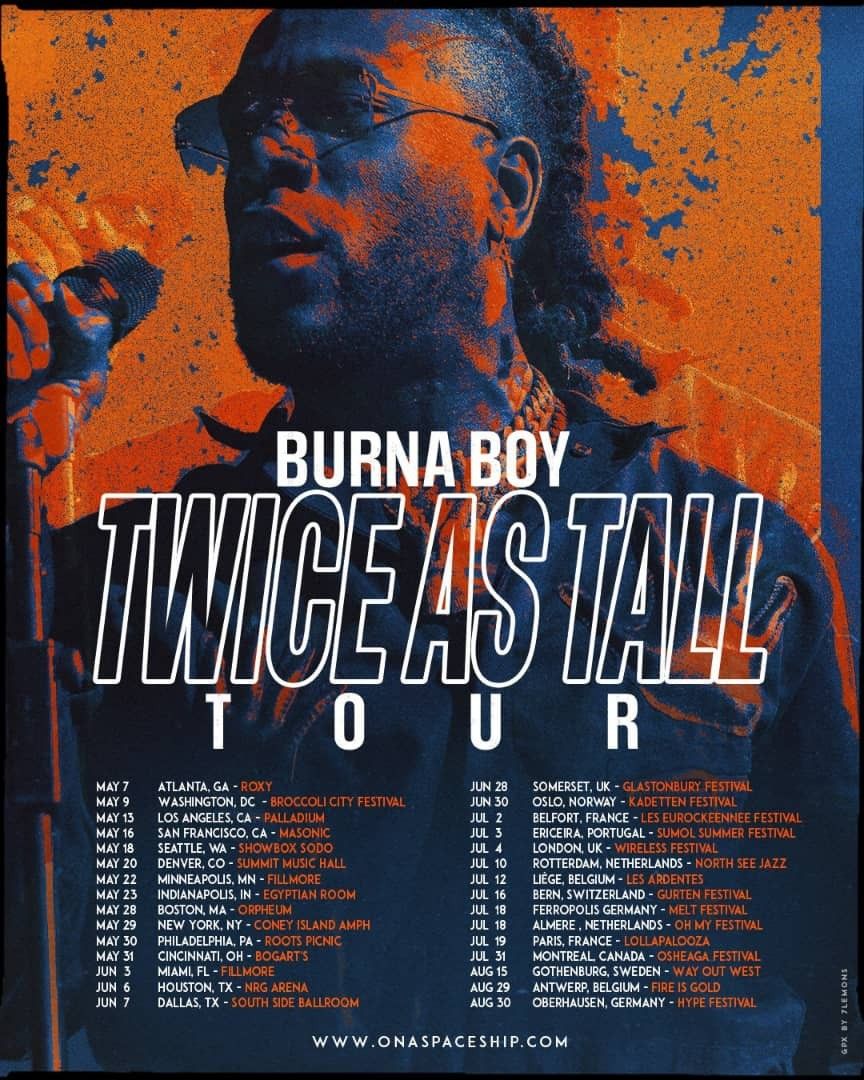 BURNA BOY
TWICE AS TALL
TOUR
MAY 7 ATLANTA, GA - ROXY
MAY 9 WASHINGTON, DC - BROCCOLI CITY FESTIVAL
MAY 13 LOS ANGELES, CA - PALLADIUM
MAY 16 SAN FRANCISCO, CA - MASONIC
MAY 18 SEATTLE, WA - SHOWBOX SODO
MAY 20 DENVER, CO - SUMMIT MUSIC HALL
MAY 22 MINNEAPOLIS, MN - FILLMORE
MAY 23 INDIANAPOLIS, IN - EGYPTIAN ROOM
MAY 28 BOSTON, MA - ORPHEUM
MAY 29 NEW YORK, NY - CONEY ISLAND AMPH
MAY 30 PHILADELPHIA, PA - ROOTS PICNIC
MAY 31 CINCINNATI, OH - BOGART'S
JUN 3 MIAMI, FL - FILLMORE
JUN 6 HOUSTON, TX - NRG ARENA
JUN 7 DALLAS, TX - SOUTH SIDE BALLROOM
JUN 28 SOMERSET, UK - GLASTONBURY FESTIVAL
JUN 30 OSLO, NORWAY - KADETTEN FESTIVAL
JUL 2 BELFORT, FRANCE - LES EUROCKÉENNEE FESTIVAL
JUL 3 ERICEIRA, PORTUGAL - SUMOL SUMMER FESTIVAL
JUL 4 LONDON, UK - WIRELESS FESTIVAL
JUL 10 ROTTERDAM, NETHERLANDS - NORTH SEE JAZZ
JUL 12 LIÈGE, BELGIUM - LES ARDENTES
JUL 16 BERN, SWITZERLAND - GURTEN FESTIVAL
JUL 18 FERROPOLIS GERMANY - MELT FESTIVAL
JUL 18 ALMERE , NETHERLANDS - OH MY FESTIVAL
JUL 19 PARIS, FRANCE - LOLLAPALOOZA
JUL 31 MONTREAL, CANADA - OSHEAGA FESTIVAL
AUG 15 GOTHENBURG, SWEDEN - WAY OUT WEST
AUG 29 ANTWERP, BELGIUM - FIRE IS GOLD
AUG 30 OBERHAUSEN, GERMANY - HYPE FESTIVAL
WWW.ONASPACESHIP.COM
GPX BY 7LEMONS